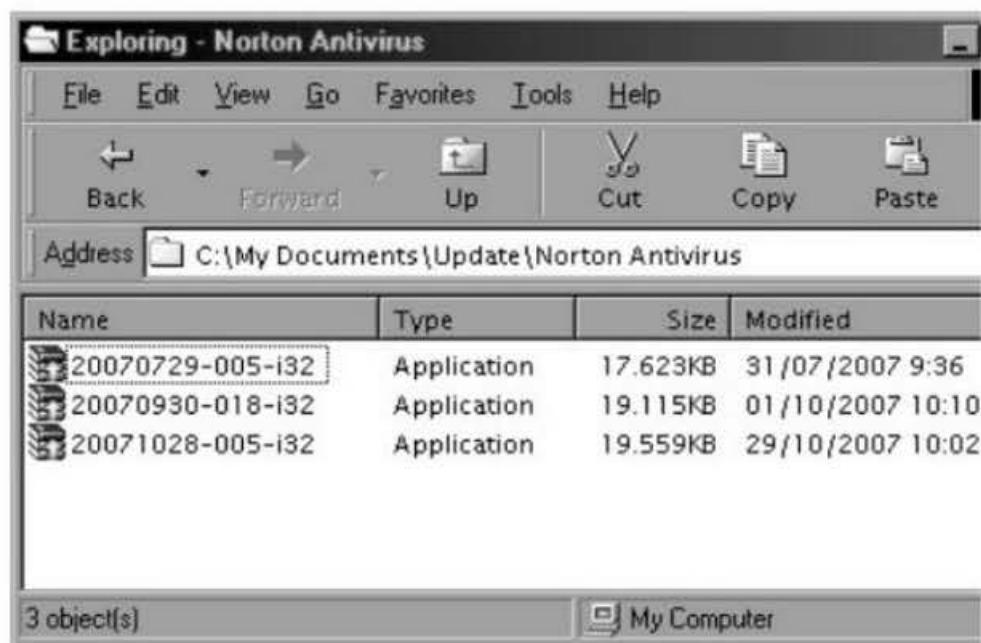 Exploring - Norton Antivirus
File Edit View Go Favorites Tools Help
Back Forward Up Cut Copy Paste
Address C:\My Documents\Update\Norton Antivirus
Name Type Size Modified
20070729-005-i32 Application 17.623KB 31/07/2007 9:36
20070930-018-i32 Application 19.115KB 01/10/2007 10:10
20071028-005-i32 Application 19.559KB 29/10/2007 10:02
3 object(s) My Computer